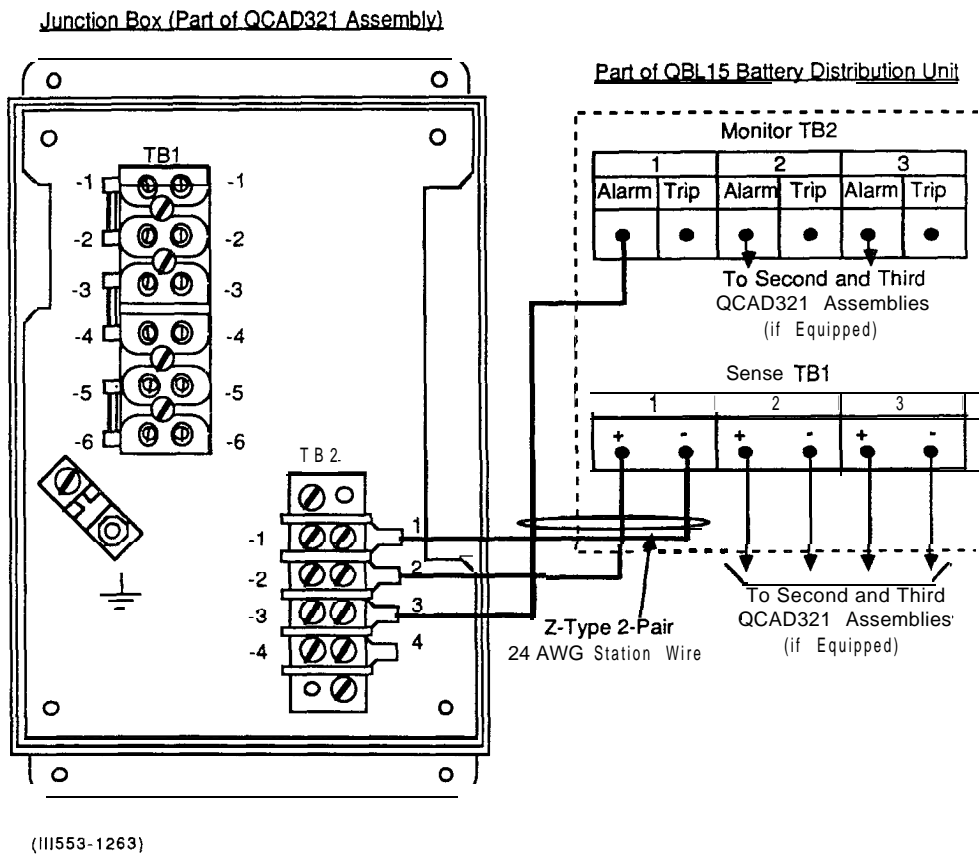 Junction Box (Part of QCAD321 Assembly)
Part of QBL15 Battery Distribution Unit
Monitor TB2
1 2 3
Alarm Trip Alarm Trip Alarm Trip
To Second and Third
QCAD321 Assemblies
(if Equipped)
Sense TB1
1 2 3
+ - + - + -
To Second and Third
QCAD321 Assemblies
(if Equipped)
Z-Type 2-Pair
24 AWG Station Wire
TB1
-1 -1
-2 -2
-3 -3
-4 -4
-5 -5
-6 -6
TB2
-1 1
-2 2
-3 3
-4 4
(III553-1263)